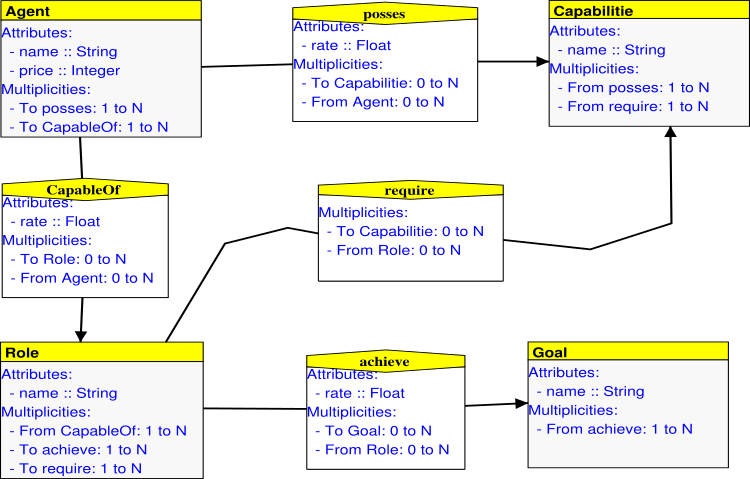 Agent
Attributes:
- name :: String
- price :: Integer
Multiplicities:
- To posses: 1 to N
- To CapableOf: 1 to N
posses
Attributes:
- rate :: Float
Multiplicities:
- To Capabilitie: 0 to N
- From Agent: 0 to N
Capabilitie
Attributes:
- name :: String
Multiplicities:
- From posses: 1 to N
- From require: 1 to N
CapableOf
Attributes:
- rate :: Float
Multiplicities:
- To Role: 0 to N
- From Agent: 0 to N
require
Multiplicities:
- To Capabilitie: 0 to N
- From Role: 0 to N
Role
Attributes:
- name :: String
Multiplicities:
- From CapableOf: 1 to N
- To achieve: 1 to N
- To require: 1 to N
achieve
Attributes:
- rate :: Float
Multiplicities:
- To Goal: 0 to N
- From Role: 0 to N
Goal
Attributes:
- name :: String
Multiplicities:
- From achieve: 1 to N